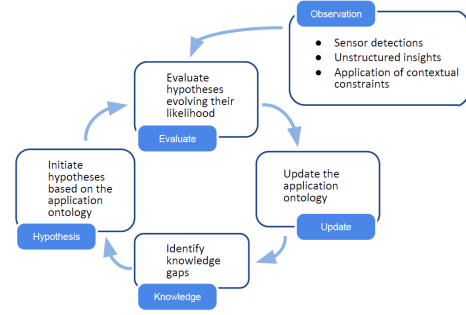 Observation
● Sensor detections
● Unstructured insights
● Application of contextual
constraints
Evaluate
hypotheses
evolving their
likelihood
Evaluate
Update the
application
ontology
Update
Identify
knowledge
gaps
Knowledge
Initiate
hypotheses
based on the
application
ontology
Hypothesis